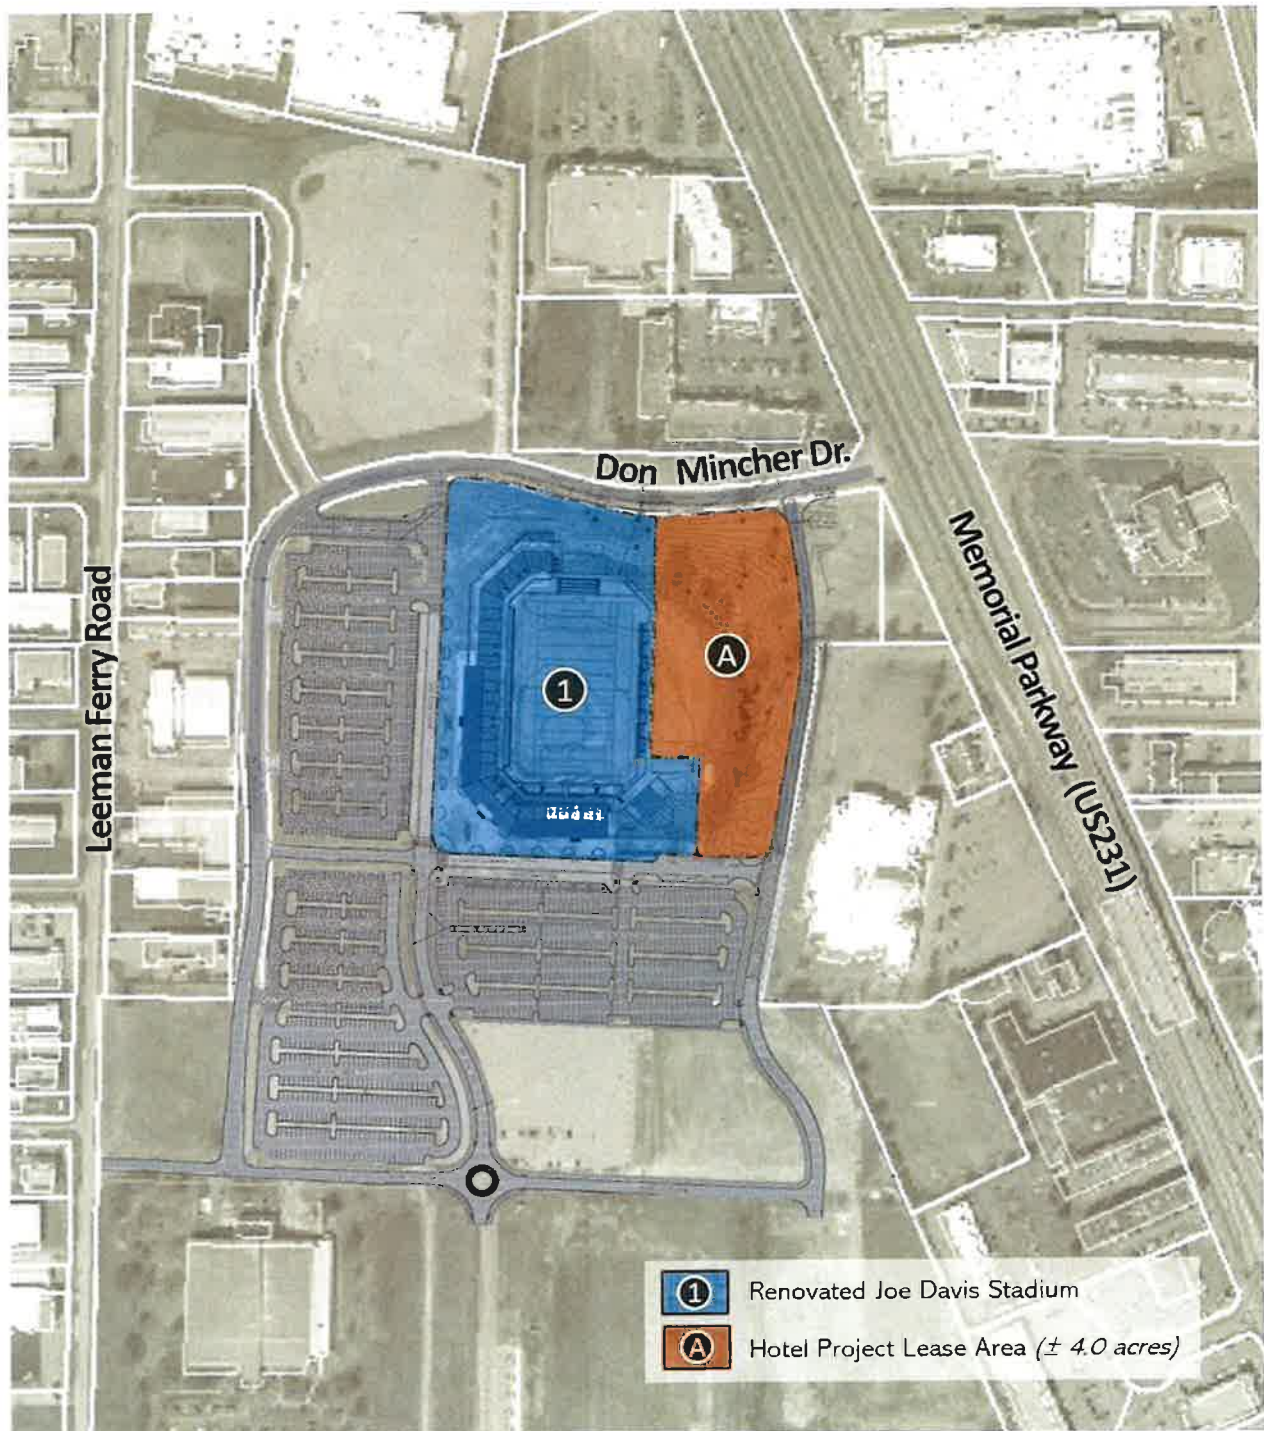 Don Mincher Dr.
Memorial Parkway (US231)
Leeman Ferry Road
1
A
1 Renovated Joe Davis Stadium
A Hotel Project Lease Area (± 4.0 acres)